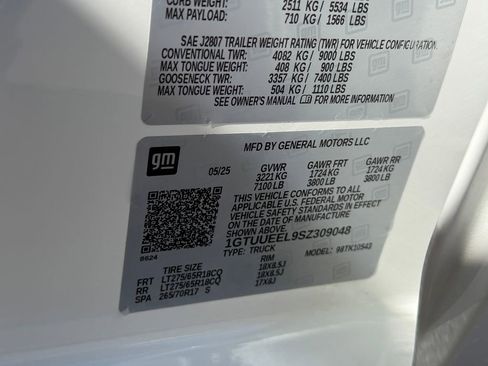 CURB WEIGHT: 2511 KG / 5534 LBS
MAX PAYLOAD: 710 KG / 1566 LBS
SAE J2807 TRAILER WEIGHT RATING (TWR) FOR VEHICLE CONFIGURATION
CONVENTIONAL TWR: 4082 KG / 9000 LBS
MAX TONGUE WEIGHT: 408 KG / 900 LBS
GOOSENECK TWR: 3357 KG / 7400 LBS
MAX TONGUE WEIGHT: 504 KG / 1110 LBS
SEE OWNER'S MANUAL FOR MORE INFORMATION
gm
MFD BY GENERAL MOTORS LLC
05/25 GVWR GAWR FRT GAWR RR
3221 KG 1724 KG 1724 KG
7100 LB 3800 LB 3800 LB
THIS VEHICLE CONFORMS TO ALL APPLICABLE
U.S. FEDERAL MOTOR VEHICLE SAFETY, BUMPER, AND
THEFT PREVENTION STANDARDS IN EFFECT ON THE
DATE OF MANUFACTURE SHOWN ABOVE.
1GTUUEEL9SZ309048
TYPE: TRUCK MODEL: 98TK10543
8624
TIRE SIZE RIM
FRT LT275/65R18CQ 18X8.5J
RR LT275/65R18CQ 18X8.5J
SPA 265/70R17 S 17X8J